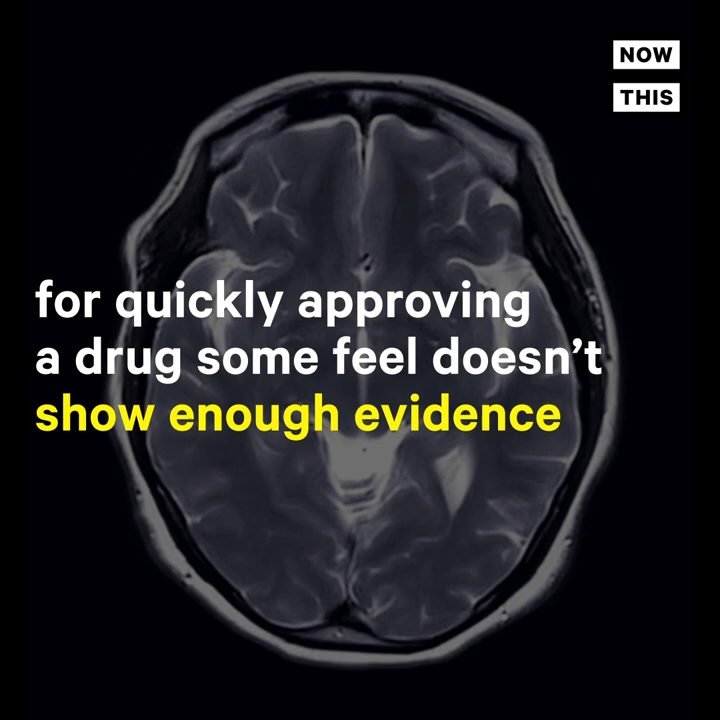 NOW
THIS
for quickly approving
a drug some feel doesn’t
show enough evidence